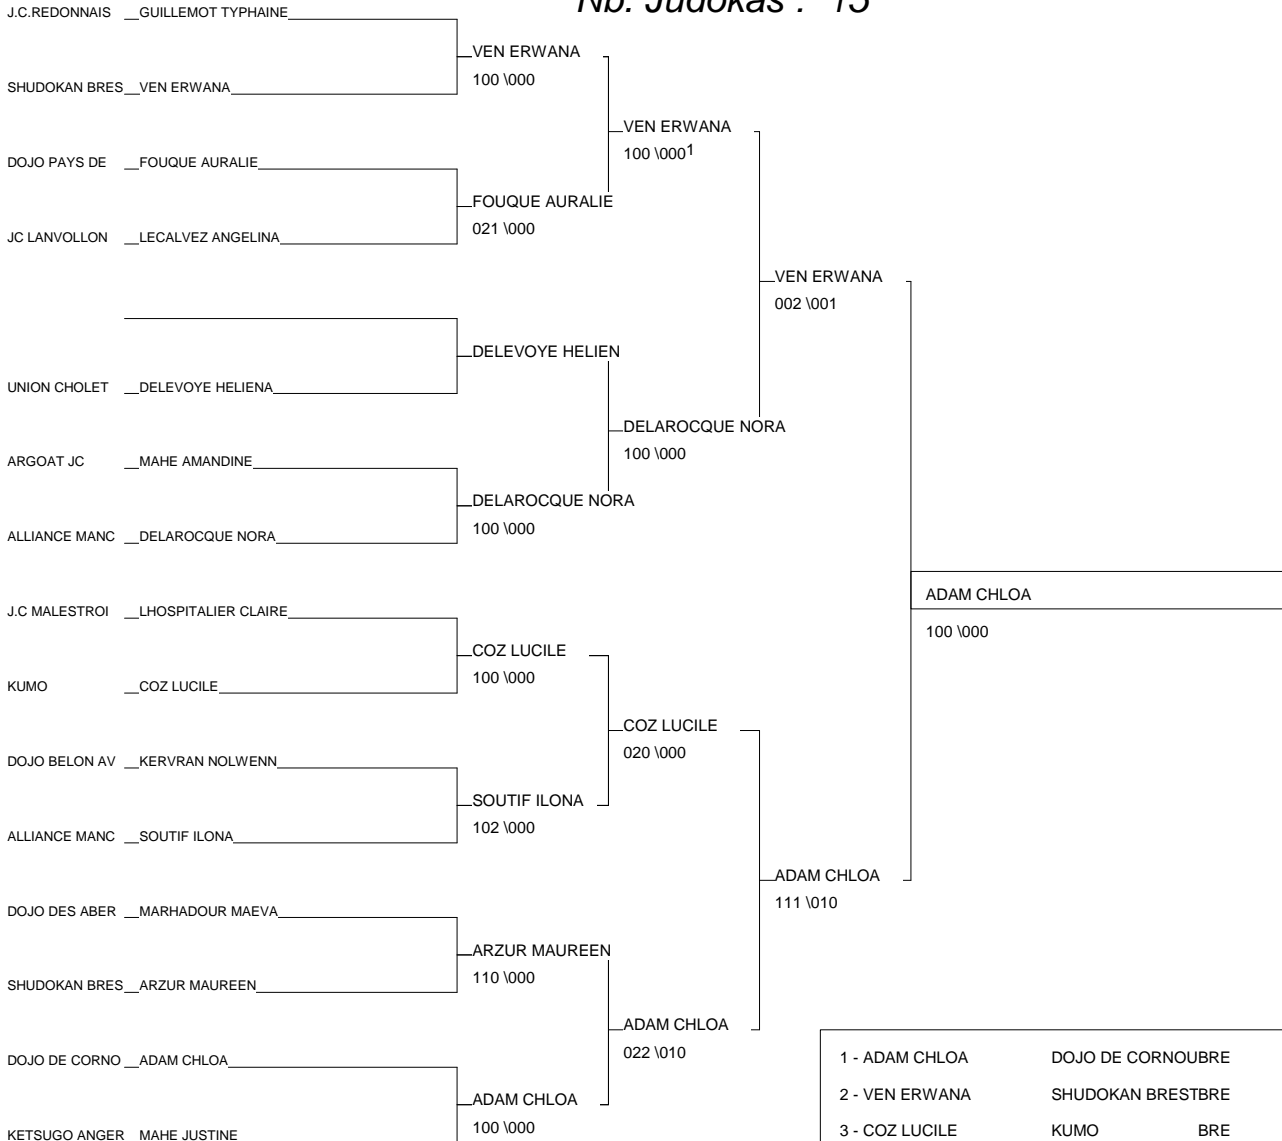 Nb. Judokas : 15
J.C.REDONNAIS GUILLEMOT TYPHAINE
VEN ERWANA
100 \000
SHUDOKAN BRES VEN ERWANA
VEN ERWANA
100 \0001
DOJO PAYS DE FOUQUE AURALIE
FOUQUE AURALIE
021 \000
JC LANVOLLON LECALVEZ ANGELINA
VEN ERWANA
002 \001
DELEVOYE HELIEN
UNION CHOLET DELEVOYE HELIENA
DELAROCQUE NORA
100 \000
ARGOAT JC MAHE AMANDINE
DELAROCQUE NORA
100 \000
ALLIANCE MANC DELAROCQUE NORA
ADAM CHLOA
100 \000
J.C MALESTROI LHOSPITALIER CLAIRE
COZ LUCILE
100 \000
KUMO COZ LUCILE
COZ LUCILE
020 \000
DOJO BELON AV KERVRAN NOLWENN
SOUTIF ILONA
102 \000
ALLIANCE MANC SOUTIF ILONA
ADAM CHLOA
111 \010
DOJO DES ABER MARHADOUR MAEVA
ARZUR MAUREEN
110 \000
SHUDOKAN BRES ARZUR MAUREEN
ADAM CHLOA
022 \010
DOJO DE CORNO ADAM CHLOA
ADAM CHLOA
100 \000
KETSUGO ANGER MAHE JUSTINE
1 - ADAM CHLOA DOJO DE CORNOUBRE
2 - VEN ERWANA SHUDOKAN BRESTBRE
3 - COZ LUCILE KUMO BRE